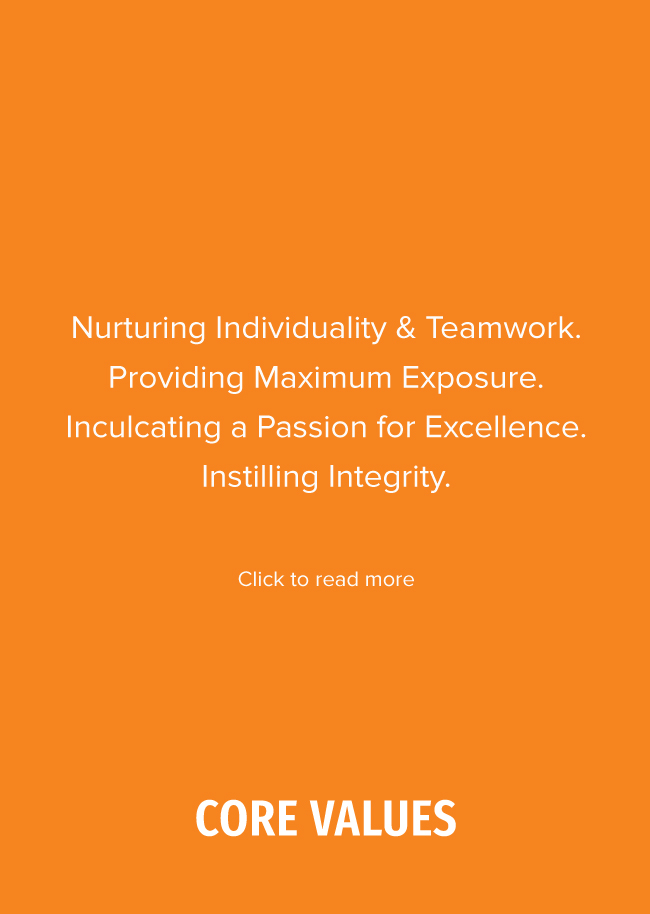 Nurturing Individuality & Teamwork.
Providing Maximum Exposure.
Inculcating a Passion for Excellence.
Instilling Integrity.
Click to read more
CORE VALUES